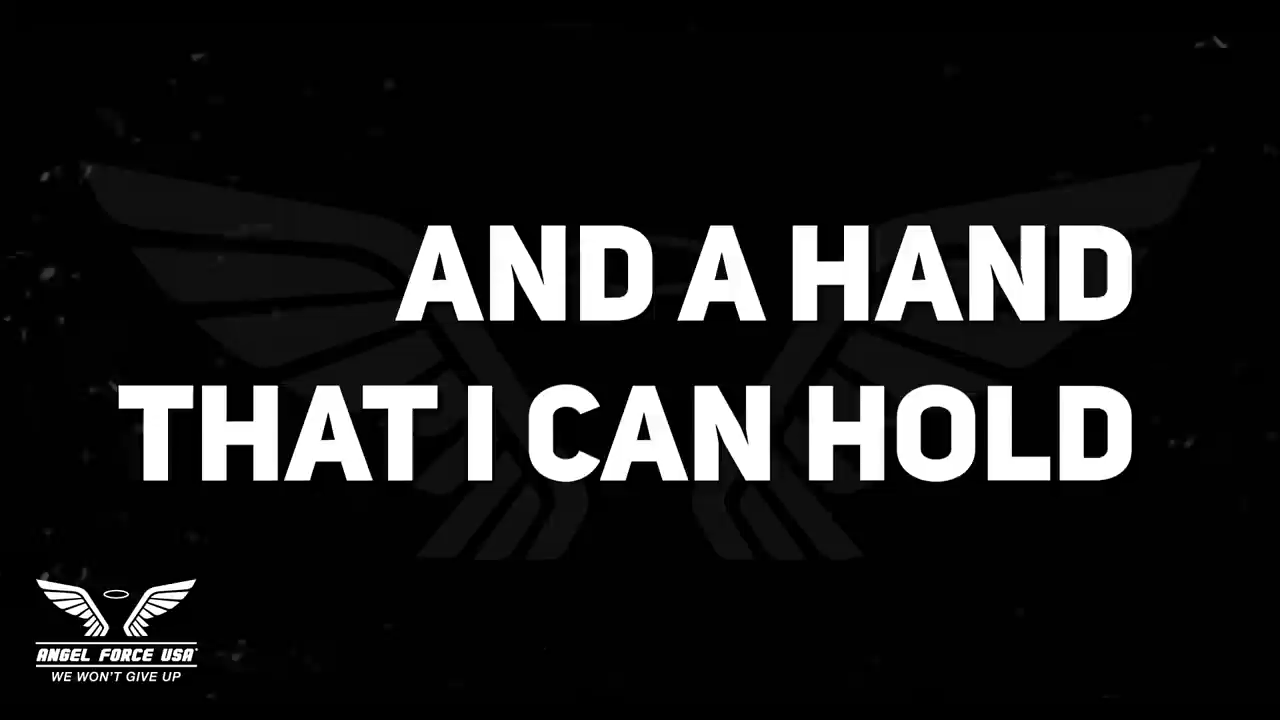 AND A HAND
THAT I CAN HOLD
ANGEL FORCE USA
WE WON'T GIVE UP